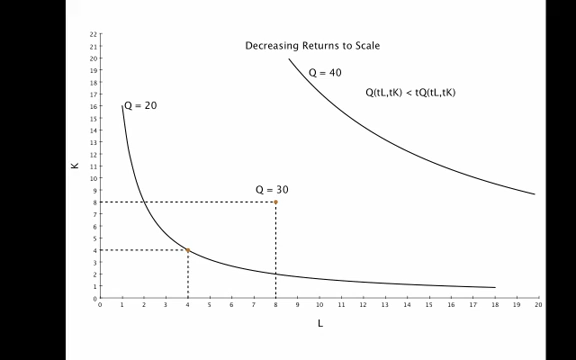 Decreasing Returns to Scale
Q = 40
Q(tL,tK) < tQ(tL,tK)
Q = 20
Q = 30
K
22
21
20
19
18
17
16
15
14
13
12
11
10
9
8
7
6
5
4
3
2
1
0
0 1 2 3 4 5 6 7 8 9 10 11 12 13 14 15 16 17 18 19 20
L